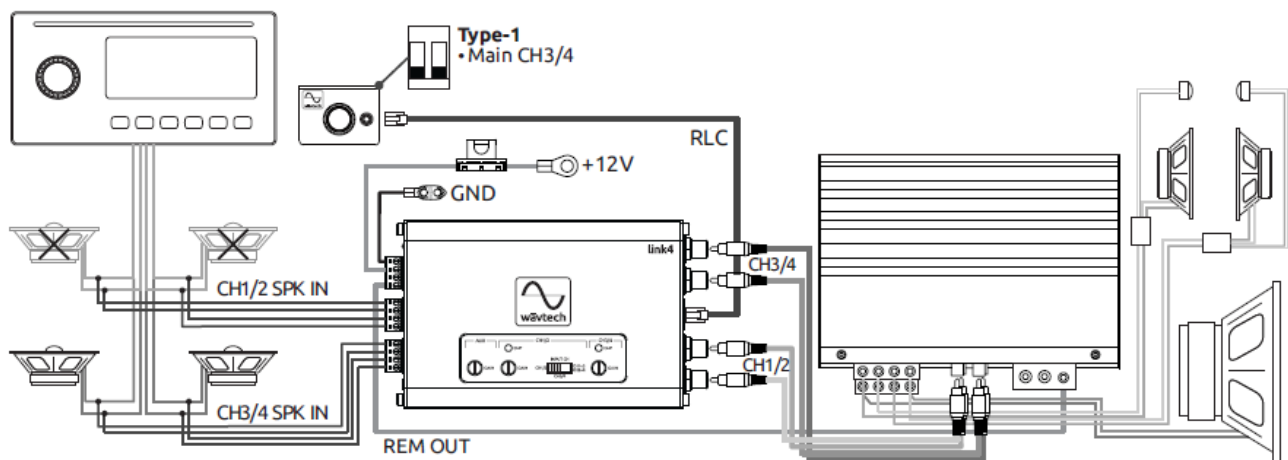 Type-1
• Main CH3/4
RLC
+12V
GND
link4
CH3/4
CH1/2 SPK IN
wavtech
CH1/2
CH3/4 SPK IN
REM OUT